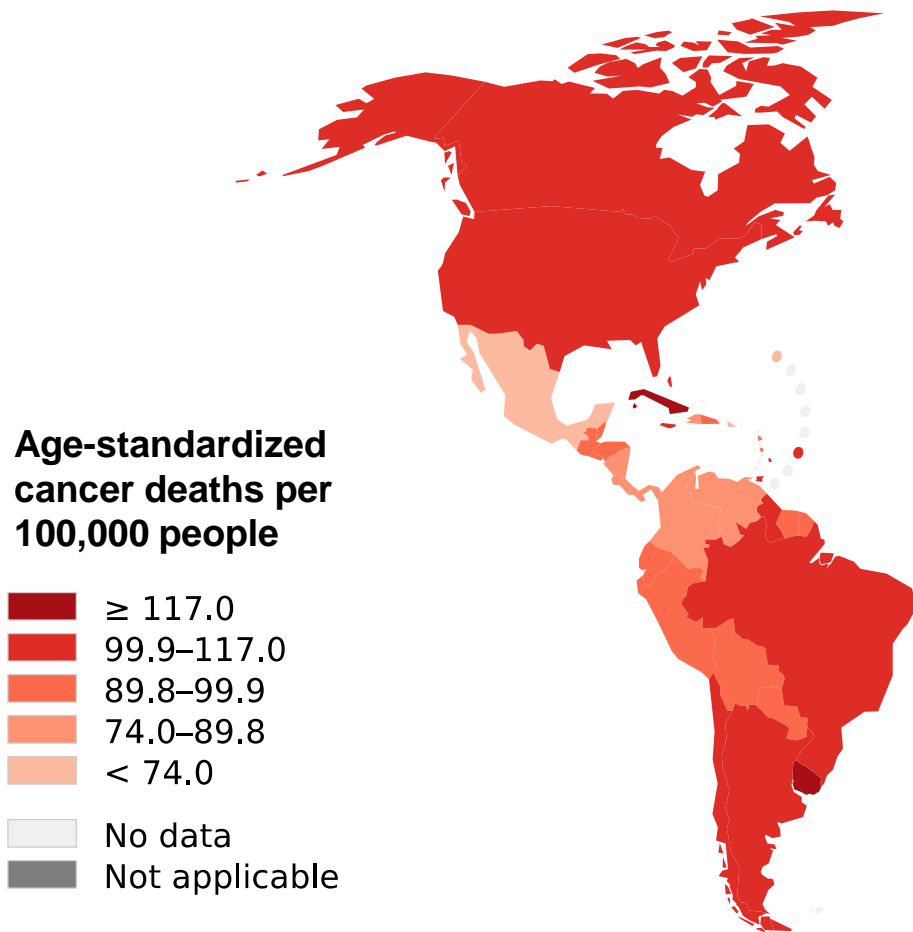 Age-standardized
cancer deaths per
100,000 people
≥ 117.0
99.9–117.0
89.8–99.9
74.0–89.8
< 74.0
No data
Not applicable